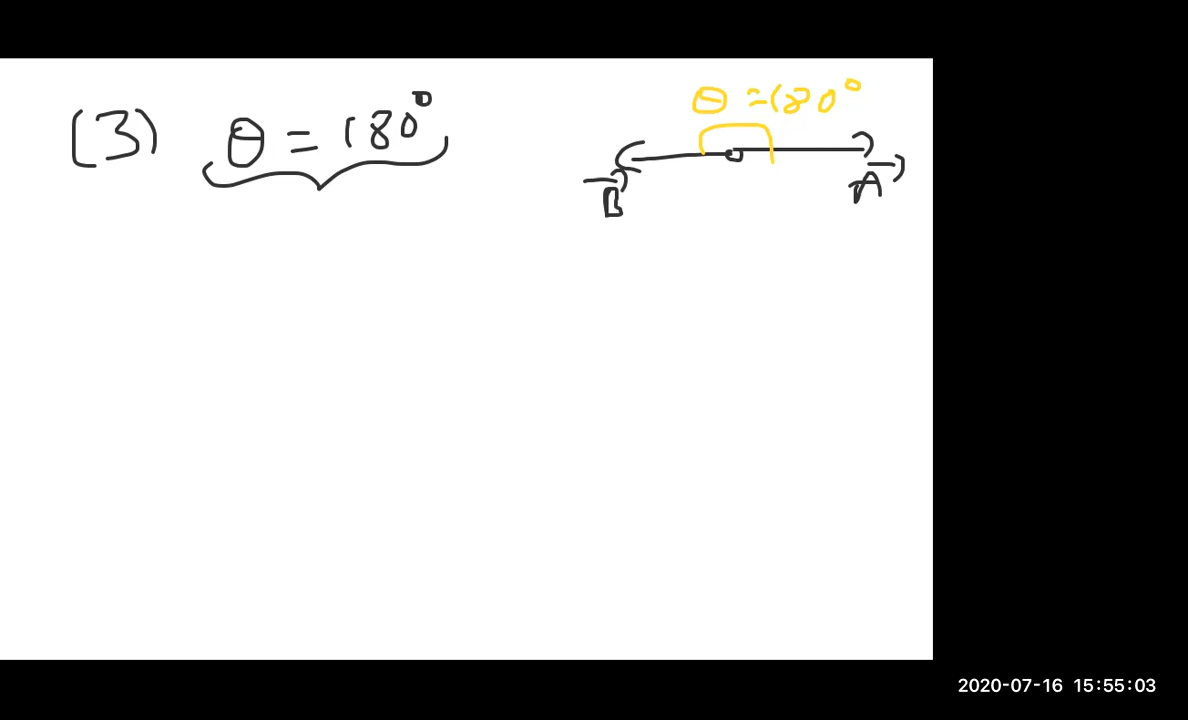 (3) θ = 180°
θ = 180°
B
A
2020-07-16 15:55:03